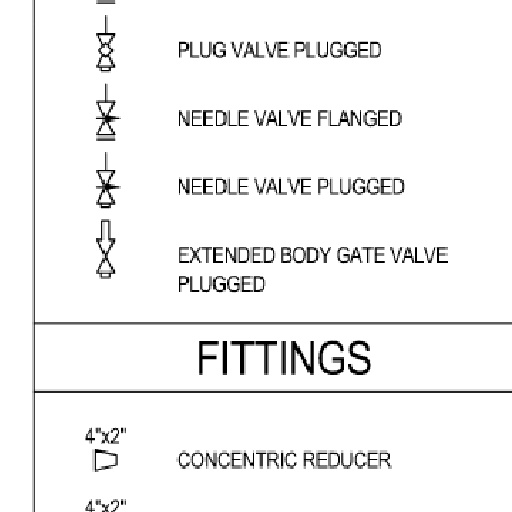 PLUG VALVE PLUGGED
NEEDLE VALVE FLANGED
NEEDLE VALVE PLUGGED
EXTENDED BODY GATE VALVE
PLUGGED
FITTINGS
4"x2"
CONCENTRIC REDUCER
4"x2"